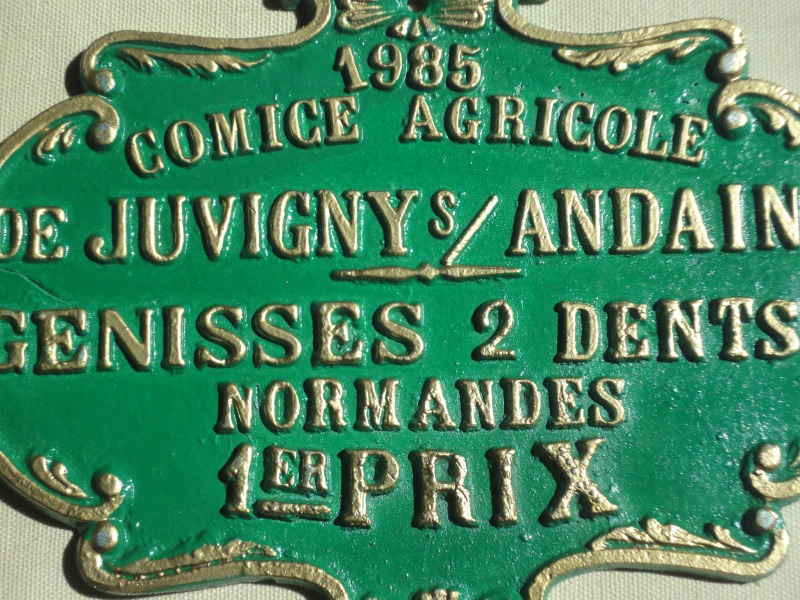 1985
COMICE AGRICOLE
DE JUVIGNY S/ANDAIN
GENISSES 2 DENTS
NORMANDES
1ER PRIX